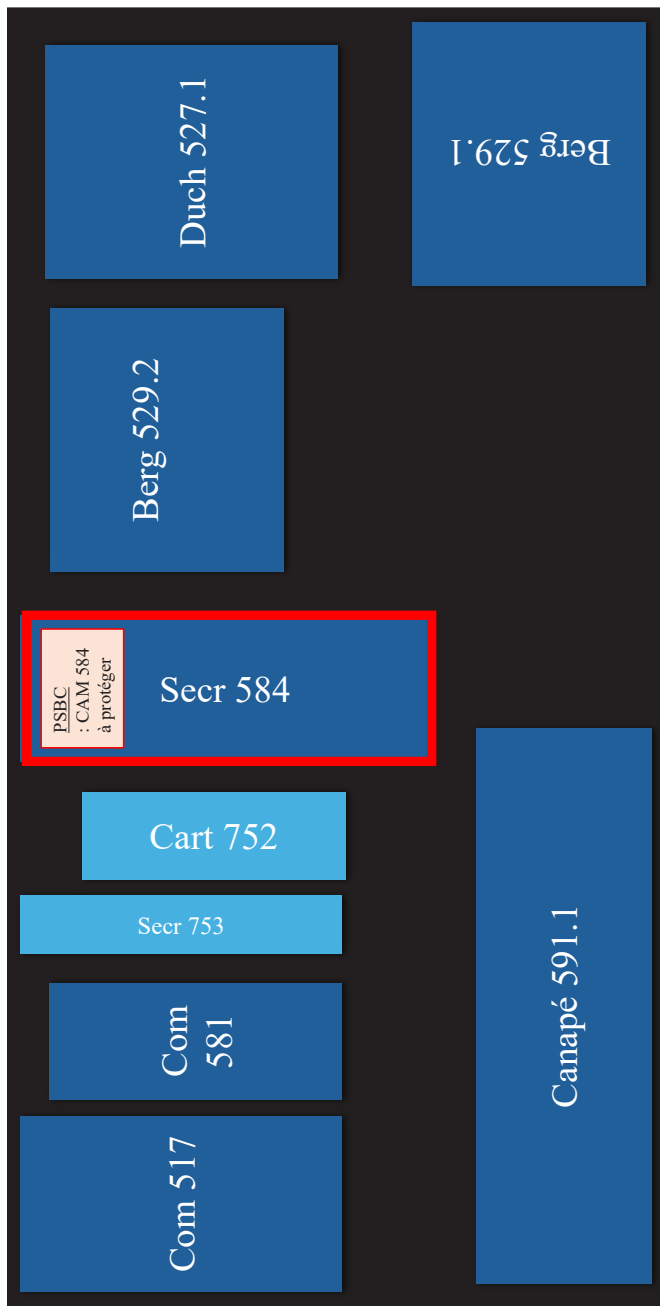 Duch 527.1
Berg 529.1
Berg 529.2
PSBC
: CAM 584
à protéger
Secr 584
Cart 752
Secr 753
Com
581
Com 517
Canapé 591.1